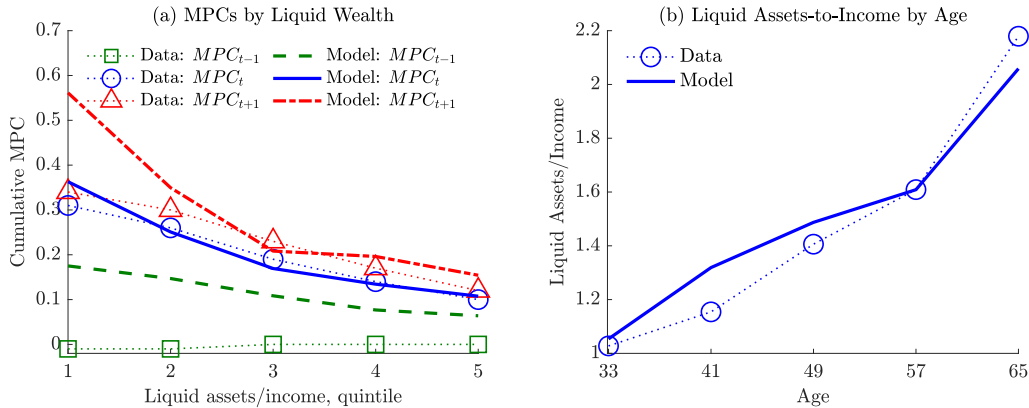 (a) MPCs by Liquid Wealth
0.7
0.6
0.5
0.4
0.3
0.2
0.1
0
Cumulative MPC
Data: MPC_{t−1}
Data: MPC_t
Data: MPC_{t+1}
Model: MPC_{t−1}
Model: MPC_t
Model: MPC_{t+1}
1 2 3 4 5
Liquid assets/income, quintile
(b) Liquid Assets-to-Income by Age
2.2
2
1.8
1.6
1.4
1.2
1
Liquid Assets/Income
Data
Model
33 41 49 57 65
Age